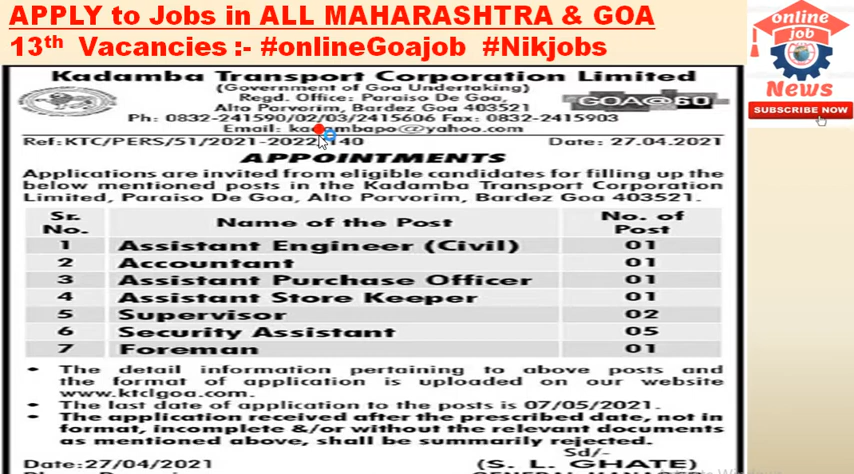 APPLY to Jobs in ALL MAHARASHTRA & GOA
13th Vacancies :- #onlineGoajob #Nikjobs
online
job
News
SUBSCRIBE NOW
Kadamba Transport Corporation Limited
(Government of Goa Undertaking)
Regd. Office: Paraiso De Goa,
Alto Porvorim, Bardez Goa 403521
GOA@60
Ph: 0832-241590/02/03/2415606 Fax: 0832-2415903
Email: kadambapo@yahoo.com
Ref:KTC/PERS/51/2021-2022/140 Date: 27.04.2021
APPOINTMENTS
Applications are invited from eligible candidates for filling up the
below mentioned posts in the Kadamba Transport Corporation
Limited, Paraiso De Goa, Alto Porvorim, Bardez Goa 403521.
Sr. No. Name of the Post No. of Post
1 Assistant Engineer (Civil) 01
2 Accountant 01
3 Assistant Purchase Officer 01
4 Assistant Store Keeper 01
5 Supervisor 02
6 Security Assistant 05
7 Foreman 01
• The detail information pertaining to above posts and
the format of application is uploaded on our website
www.ktclgoa.com.
• The last date of application to the posts is 07/05/2021.
• The application received after the prescribed date, not in
format, incomplete &/or without the relevant documents
as mentioned above, shall be summarily rejected.
Sd/-
Date:27/04/2021 (S. L. GHATE)
GENERAL MANAGER